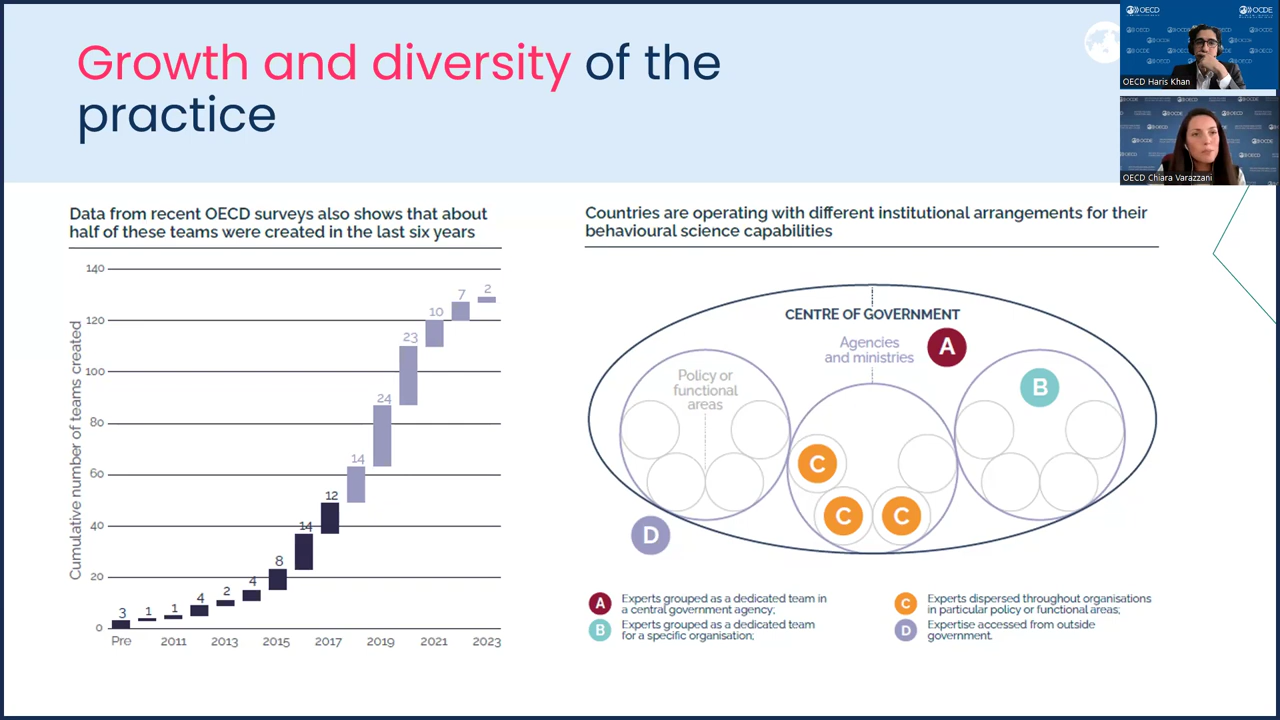 Growth and diversity of the
practice
OECD
OCDE
OECD Haris Khan
OECD Chiara Varazzani
Data from recent OECD surveys also shows that about
half of these teams were created in the last six years
Cumulative number of teams created
140
120
100
80
60
40
20
0
3
1
1
4
2
4
8
14
12
14
24
23
10
7
2
Pre
2011
2013
2015
2017
2019
2021
2023
Countries are operating with different institutional arrangements for their
behavioural science capabilities
CENTRE OF GOVERNMENT
Agencies
and ministries
A
Policy or
functional
areas
B
C
C
C
D
A Experts grouped as a dedicated team in
a central government agency;
B Experts grouped as a dedicated team
for a specific organisation;
C Experts dispersed throughout organisations
in particular policy or functional areas;
D Expertise accessed from outside
government.